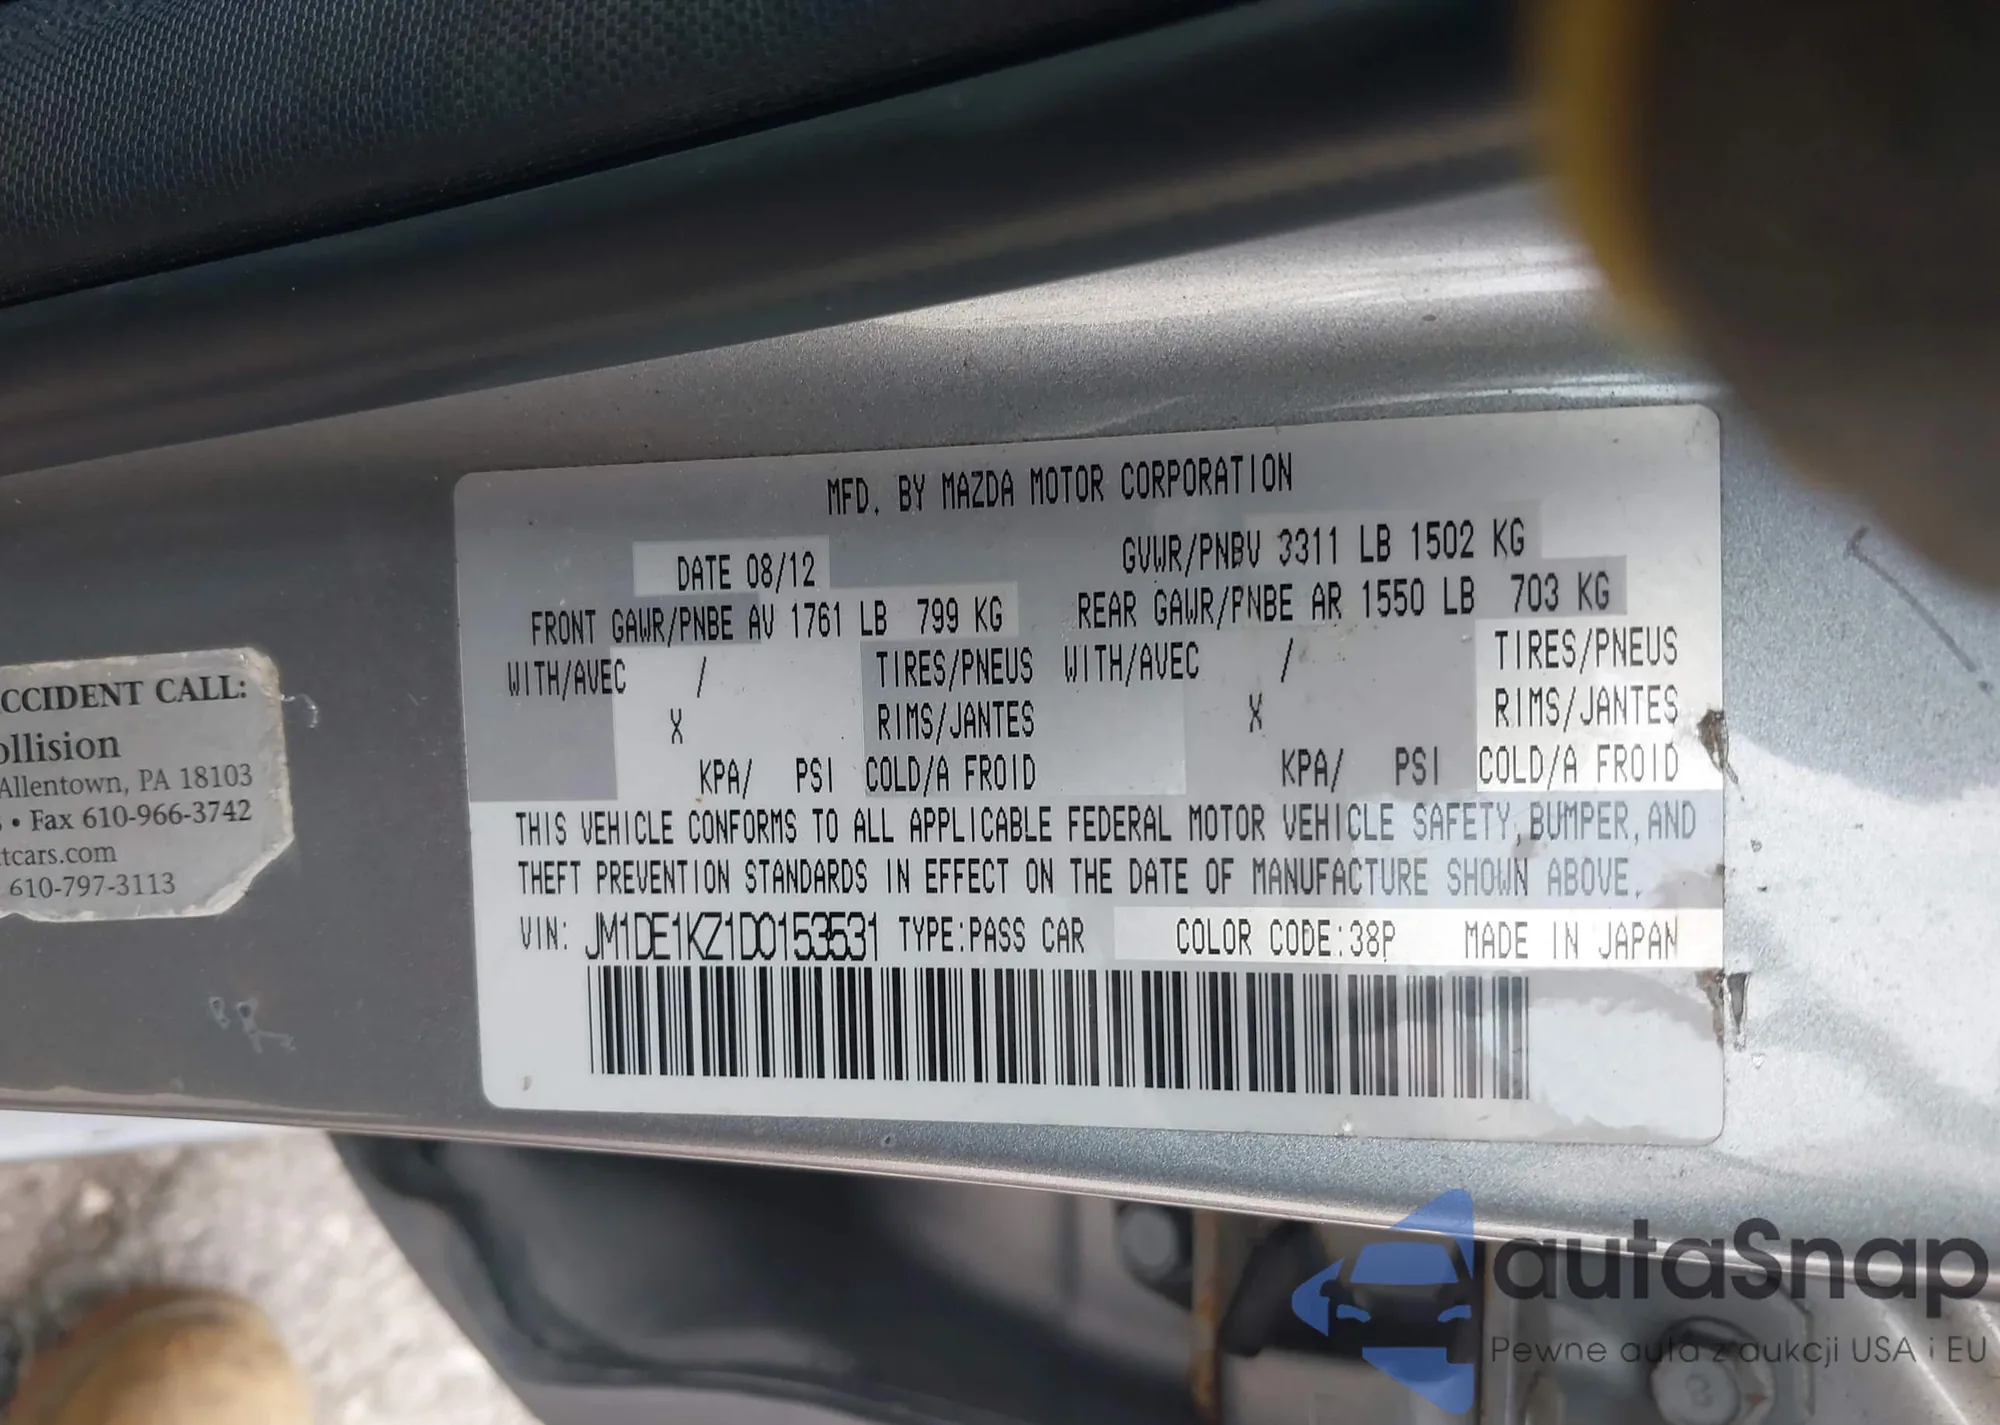 MFD. BY MAZDA MOTOR CORPORATION
DATE 08/12 GVWR/PNBV 3311 LB 1502 KG
FRONT GAWR/PNBE AV 1761 LB 799 KG REAR GAWR/PNBE AR 1550 LB 703 KG
WITH/AVEC / TIRES/PNEUS WITH/AVEC / TIRES/PNEUS
X RIMS/JANTES X RIMS/JANTES
KPA/ PSI COLD/A FROID KPA/ PSI COLD/A FROID
THIS VEHICLE CONFORMS TO ALL APPLICABLE FEDERAL MOTOR VEHICLE SAFETY, BUMPER, AND
THEFT PREVENTION STANDARDS IN EFFECT ON THE DATE OF MANUFACTURE SHOWN ABOVE.
VIN: JM1DE1KZ1D0153531 TYPE:PASS CAR COLOR CODE:38P MADE IN JAPAN
CCIDENT CALL:
ollision
Allentown, PA 18103
• Fax 610-966-3742
tcars.com
610-797-3113
autaSnap
Pewne auta z aukcji USA i EU